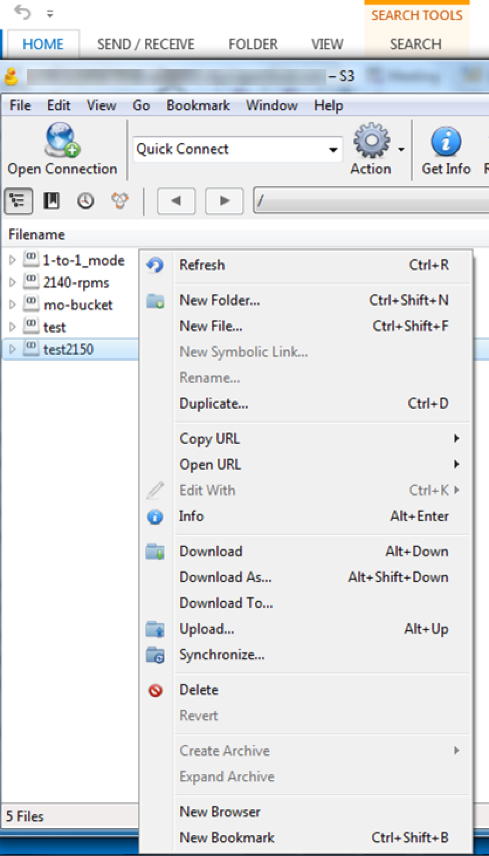 SEARCH TOOLS
HOME SEND / RECEIVE FOLDER VIEW SEARCH
– S3
File Edit View Go Bookmark Window Help
Open Connection Quick Connect Action Get Info
/
Filename
1-to-1_mode
2140-rpms
mo-bucket
test
test2150
Refresh Ctrl+R
New Folder... Ctrl+Shift+N
New File... Ctrl+Shift+F
New Symbolic Link...
Rename...
Duplicate... Ctrl+D
Copy URL
Open URL
Edit With Ctrl+K
Info Alt+Enter
Download Alt+Down
Download As... Alt+Shift+Down
Download To...
Upload... Alt+Up
Synchronize...
Delete
Revert
Create Archive
Expand Archive
New Browser
New Bookmark Ctrl+Shift+B
5 Files